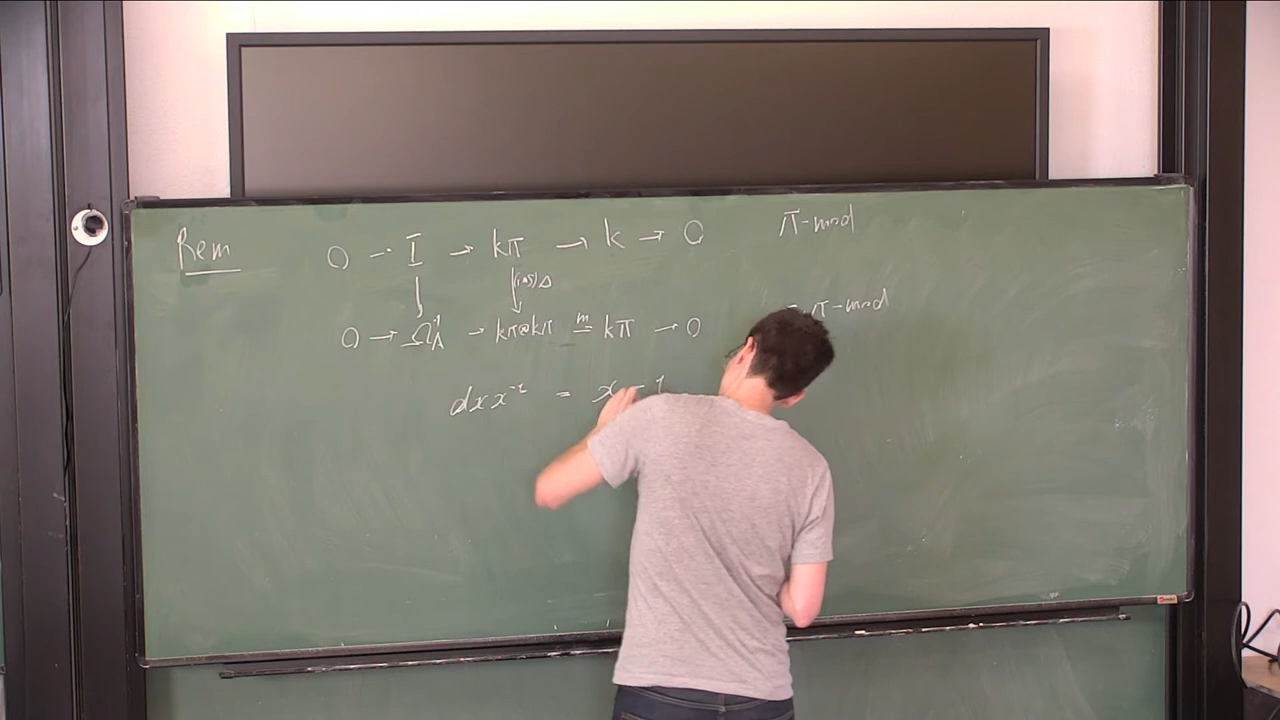 Rem 0 → I → kπ → k → 0 π-mod
↓ ↓ (1⊗S)Δ
0 → Ω¹_A → kπ⊗kπ m→ kπ → 0 π-mod
dx x⁻¹ = x - 1